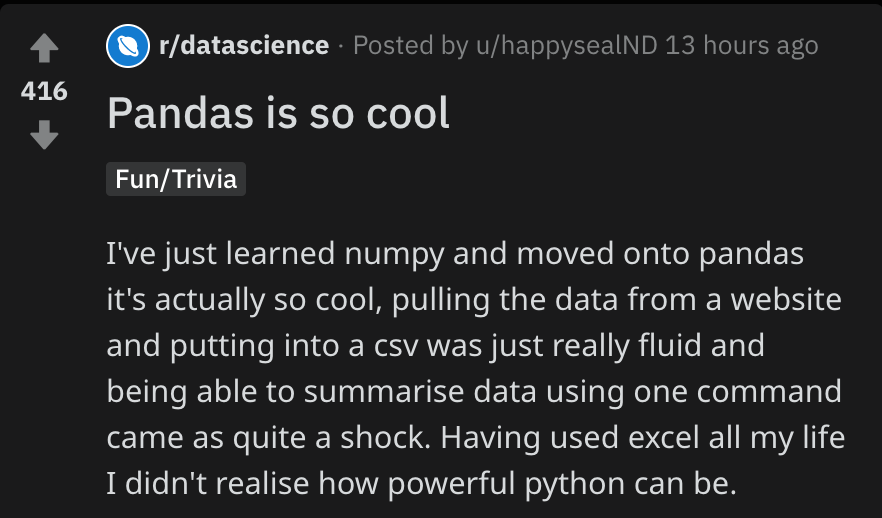 r/datascience · Posted by u/happysealND 13 hours ago
416
Pandas is so cool
Fun/Trivia
I've just learned numpy and moved onto pandas
it's actually so cool, pulling the data from a website
and putting into a csv was just really fluid and
being able to summarise data using one command
came as quite a shock. Having used excel all my life
I didn't realise how powerful python can be.